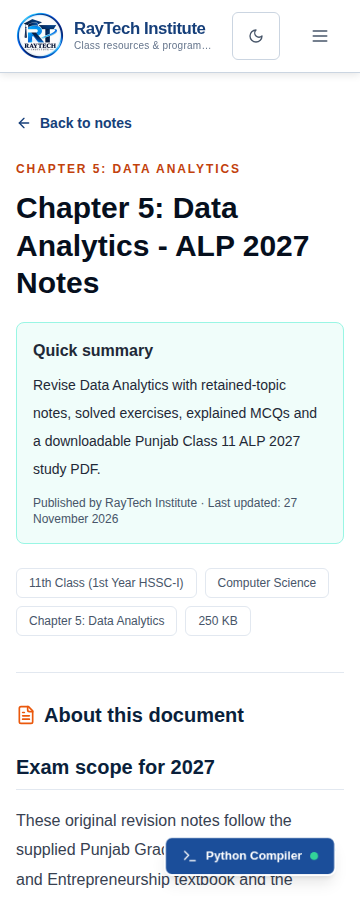 RAYTECH
RayTech Institute
Class resources & program...
Back to notes
CHAPTER 5: DATA ANALYTICS
Chapter 5: Data
Analytics - ALP 2027
Notes
Quick summary
Revise Data Analytics with retained-topic
notes, solved exercises, explained MCQs and
a downloadable Punjab Class 11 ALP 2027
study PDF.
Published by RayTech Institute · Last updated: 27
November 2026
11th Class (1st Year HSSC-I)
Computer Science
Chapter 5: Data Analytics
250 KB
About this document
Exam scope for 2027
These original revision notes follow the
supplied Punjab
Python Compiler
and Entrepreneurship textbook and the